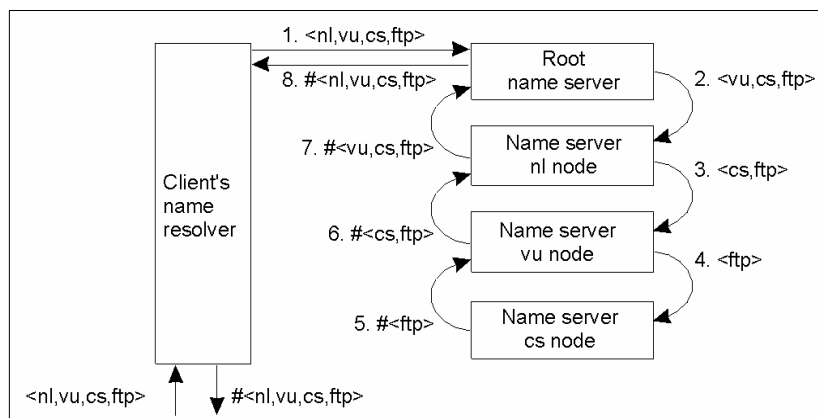 1. <nl,vu,cs,ftp>
8. #<nl,vu,cs,ftp>
Root
name server
2. <vu,cs,ftp>
7. #<vu,cs,ftp>
Name server
nl node
3. <cs,ftp>
Client's
name
resolver
6. #<cs,ftp>
Name server
vu node
4. <ftp>
5. #<ftp>
Name server
cs node
<nl,vu,cs,ftp>
#<nl,vu,cs,ftp>